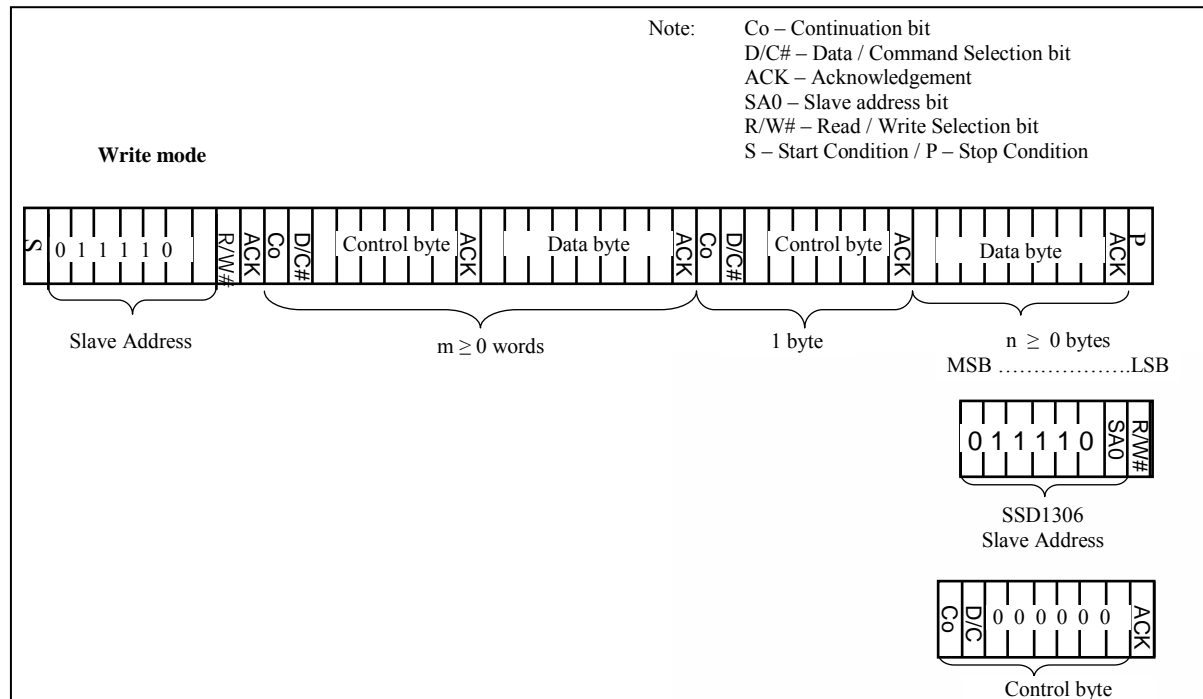 Note: Co – Continuation bit
D/C# – Data / Command Selection bit
ACK – Acknowledgement
SA0 – Slave address bit
R/W# – Read / Write Selection bit
S – Start Condition / P – Stop Condition
Write mode
S 0 1 1 1 1 0 R/W# ACK Co D/C# Control byte ACK Data byte ACK Co D/C# Control byte ACK Data byte ACK P
Slave Address m ≥ 0 words 1 byte n ≥ 0 bytes
MSB ………………….LSB
0 1 1 1 1 0 SA0 R/W#
SSD1306
Slave Address
Co D/C 0 0 0 0 0 0 ACK
Control byte